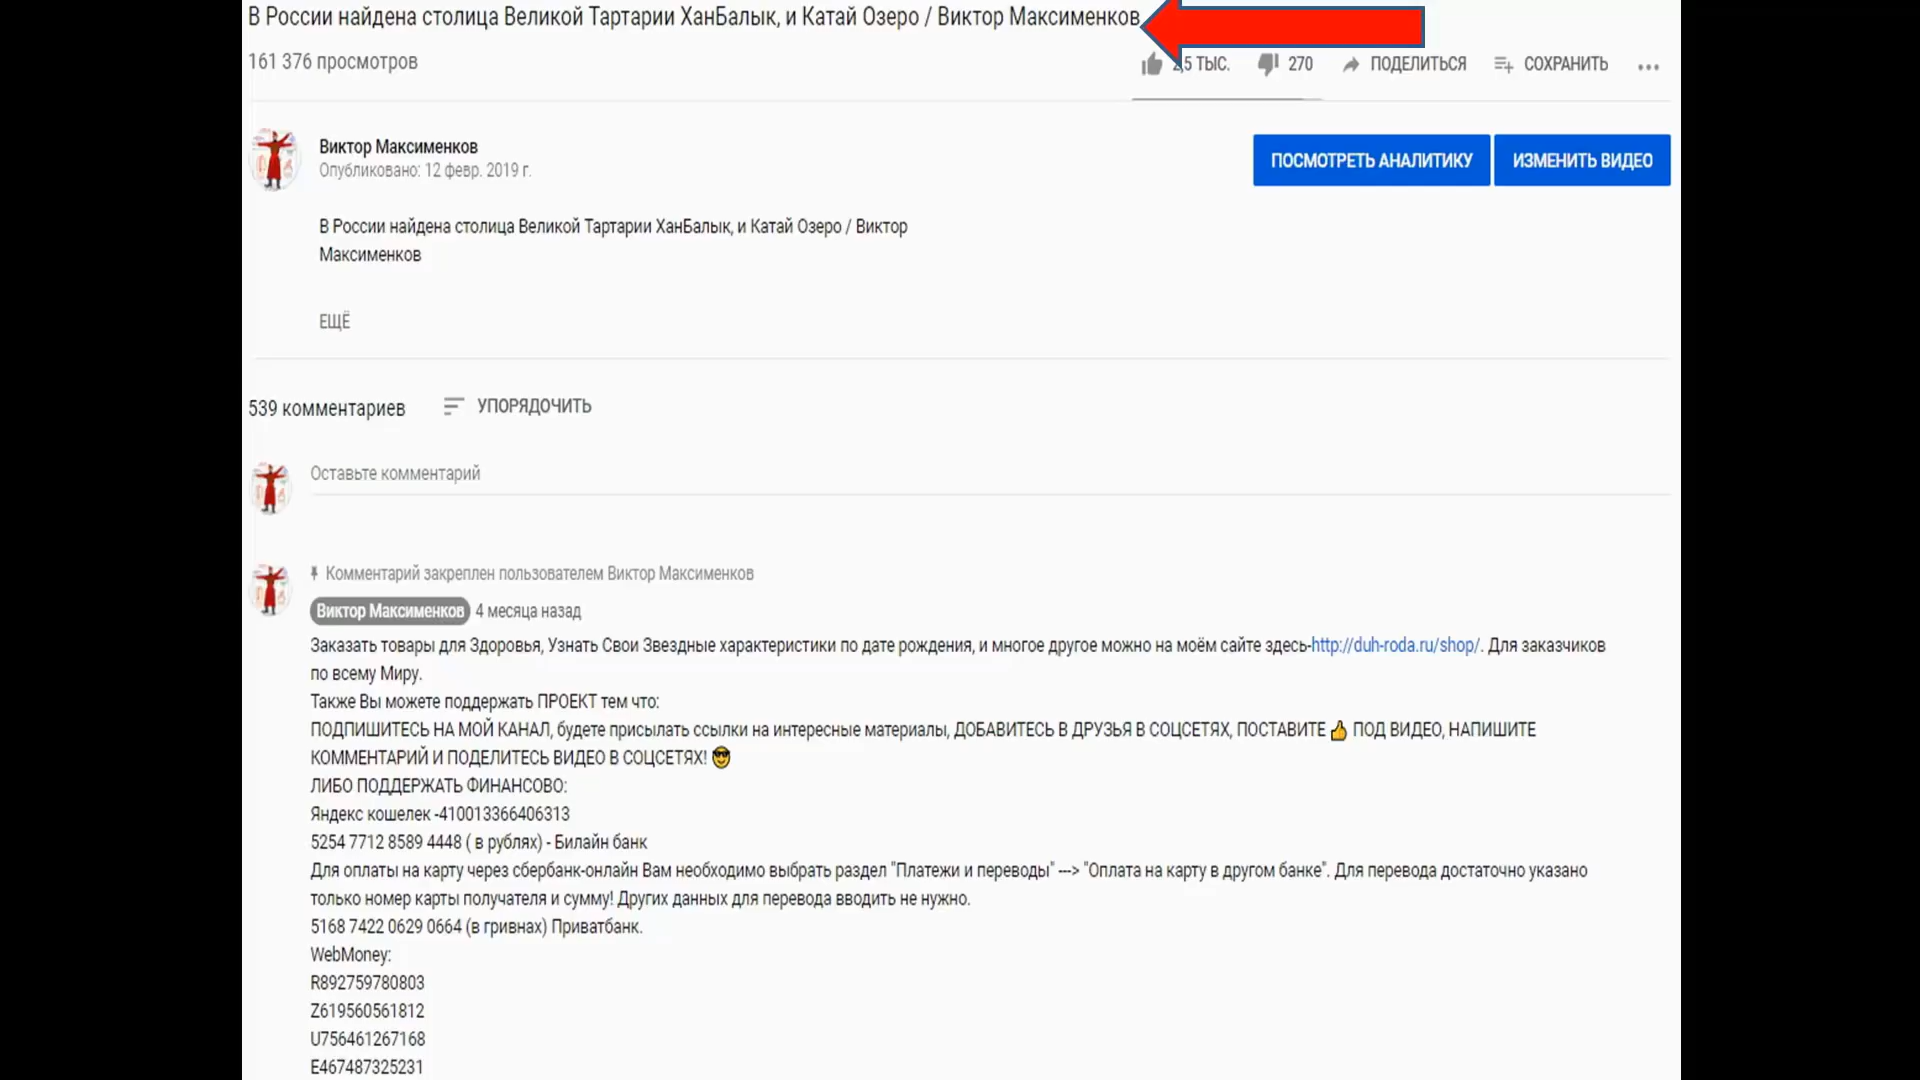 В России найдена столица Великой Тартарии ХанБалык, и Катай Озеро / Виктор Максименков
161 376 просмотров
2,5 ТЫС.
270
ПОДЕЛИТЬСЯ
СОХРАНИТЬ
Виктор Максименков
Опубликовано: 12 февр. 2019 г.
ПОСМОТРЕТЬ АНАЛИТИКУ
ИЗМЕНИТЬ ВИДЕО
В России найдена столица Великой Тартарии ХанБалык, и Катай Озеро / Виктор
Максименков
ЕЩЁ
539 комментариев
УПОРЯДОЧИТЬ
Оставьте комментарий
Комментарий закреплен пользователем Виктор Максименков
Виктор Максименков 4 месяца назад
Заказать товары для Здоровья, Узнать Свои Звездные характеристики по дате рождения, и многое другое можно на моём сайте здесь-http://duh-roda.ru/shop/. Для заказчиков
по всему Миру.
Также Вы можете поддержать ПРОЕКТ тем что:
ПОДПИШИТЕСЬ НА МОЙ КАНАЛ, будете присылать ссылки на интересные материалы, ДОБАВИТЕСЬ В ДРУЗЬЯ В СОЦСЕТЯХ, ПОСТАВИТЕ 👍 ПОД ВИДЕО, НАПИШИТЕ
КОММЕНТАРИЙ И ПОДЕЛИТЕСЬ ВИДЕО В СОЦСЕТЯХ! 😎
ЛИБО ПОДДЕРЖАТЬ ФИНАНСОВО:
Яндекс кошелек -410013366406313
5254 7712 8589 4448 ( в рублях) - Билайн банк
Для оплаты на карту через сбербанк-онлайн Вам необходимо выбрать раздел "Платежи и переводы" ---> "Оплата на карту в другом банке". Для перевода достаточно указано
только номер карты получателя и сумму! Других данных для перевода вводить не нужно.
5168 7422 0629 0664 (в гривнах) Приватбанк.
WebMoney:
R892759780803
Z619560561812
U756461267168
E467487325231